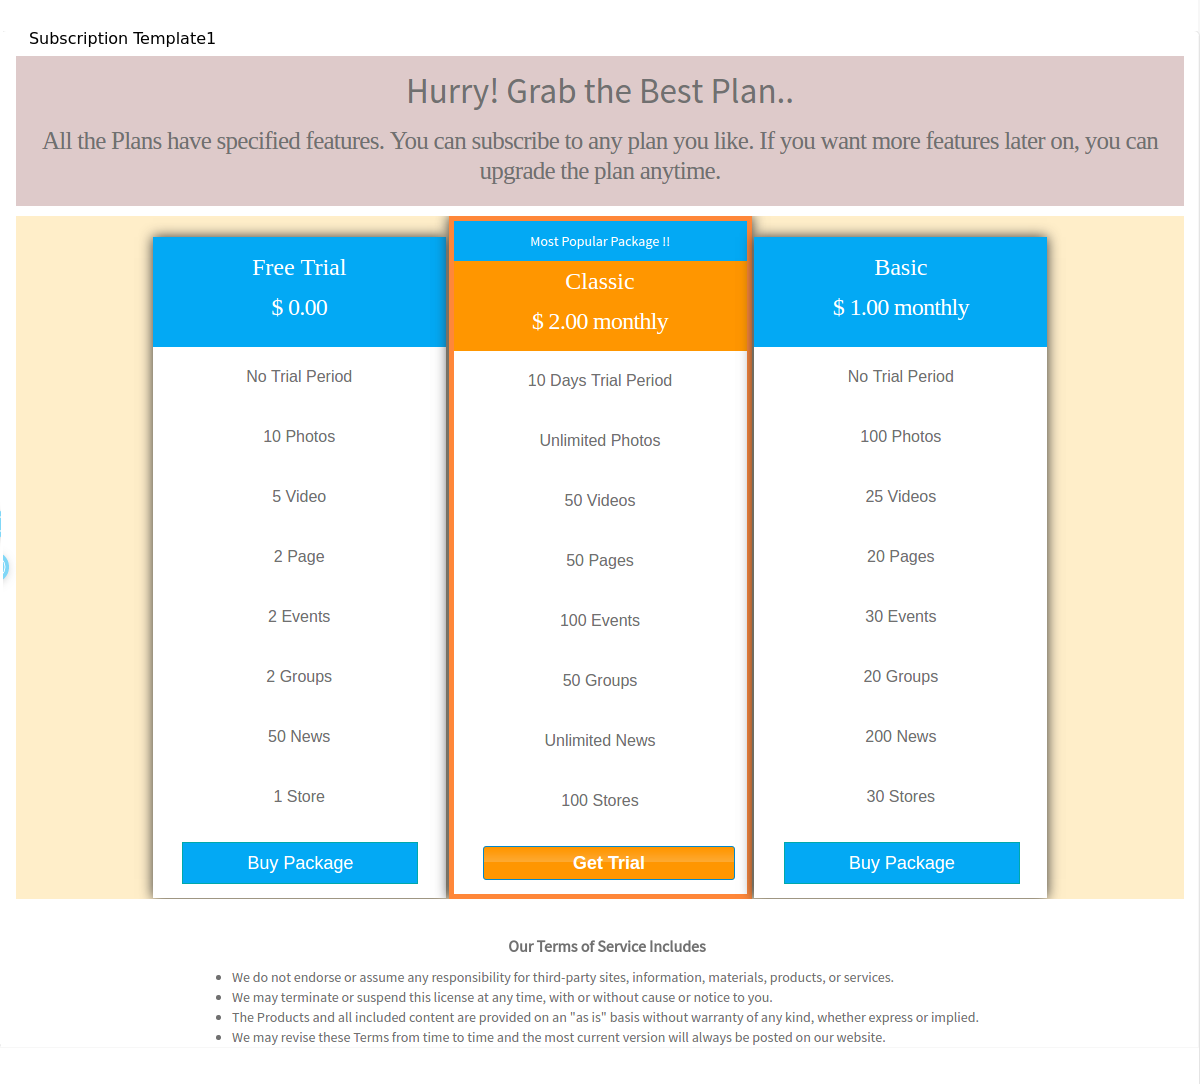 Subscription Template1
Hurry! Grab the Best Plan..
All the Plans have specified features. You can subscribe to any plan you like. If you want more features later on, you can
upgrade the plan anytime.
Free Trial
$ 0.00
No Trial Period
10 Photos
5 Video
2 Page
2 Events
2 Groups
50 News
1 Store
Buy Package
Most Popular Package !!
Classic
$ 2.00 monthly
10 Days Trial Period
Unlimited Photos
50 Videos
50 Pages
100 Events
50 Groups
Unlimited News
100 Stores
Get Trial
Basic
$ 1.00 monthly
No Trial Period
100 Photos
25 Videos
20 Pages
30 Events
20 Groups
200 News
30 Stores
Buy Package
Our Terms of Service Includes
We do not endorse or assume any responsibility for third-party sites, information, materials, products, or services.
We may terminate or suspend this license at any time, with or without cause or notice to you.
The Products and all included content are provided on an "as is" basis without warranty of any kind, whether express or implied.
We may revise these Terms from time to time and the most current version will always be posted on our website.